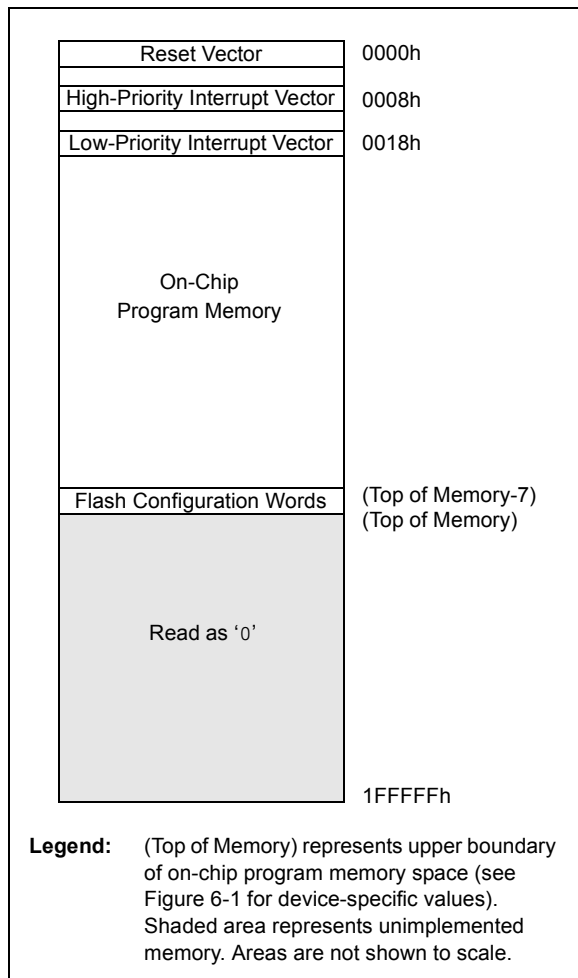 Reset Vector 0000h
High-Priority Interrupt Vector 0008h
Low-Priority Interrupt Vector 0018h
On-Chip
Program Memory
Flash Configuration Words (Top of Memory-7)
(Top of Memory)
Read as ‘0’
1FFFFFh
Legend: (Top of Memory) represents upper boundary
of on-chip program memory space (see
Figure 6-1 for device-specific values).
Shaded area represents unimplemented
memory. Areas are not shown to scale.